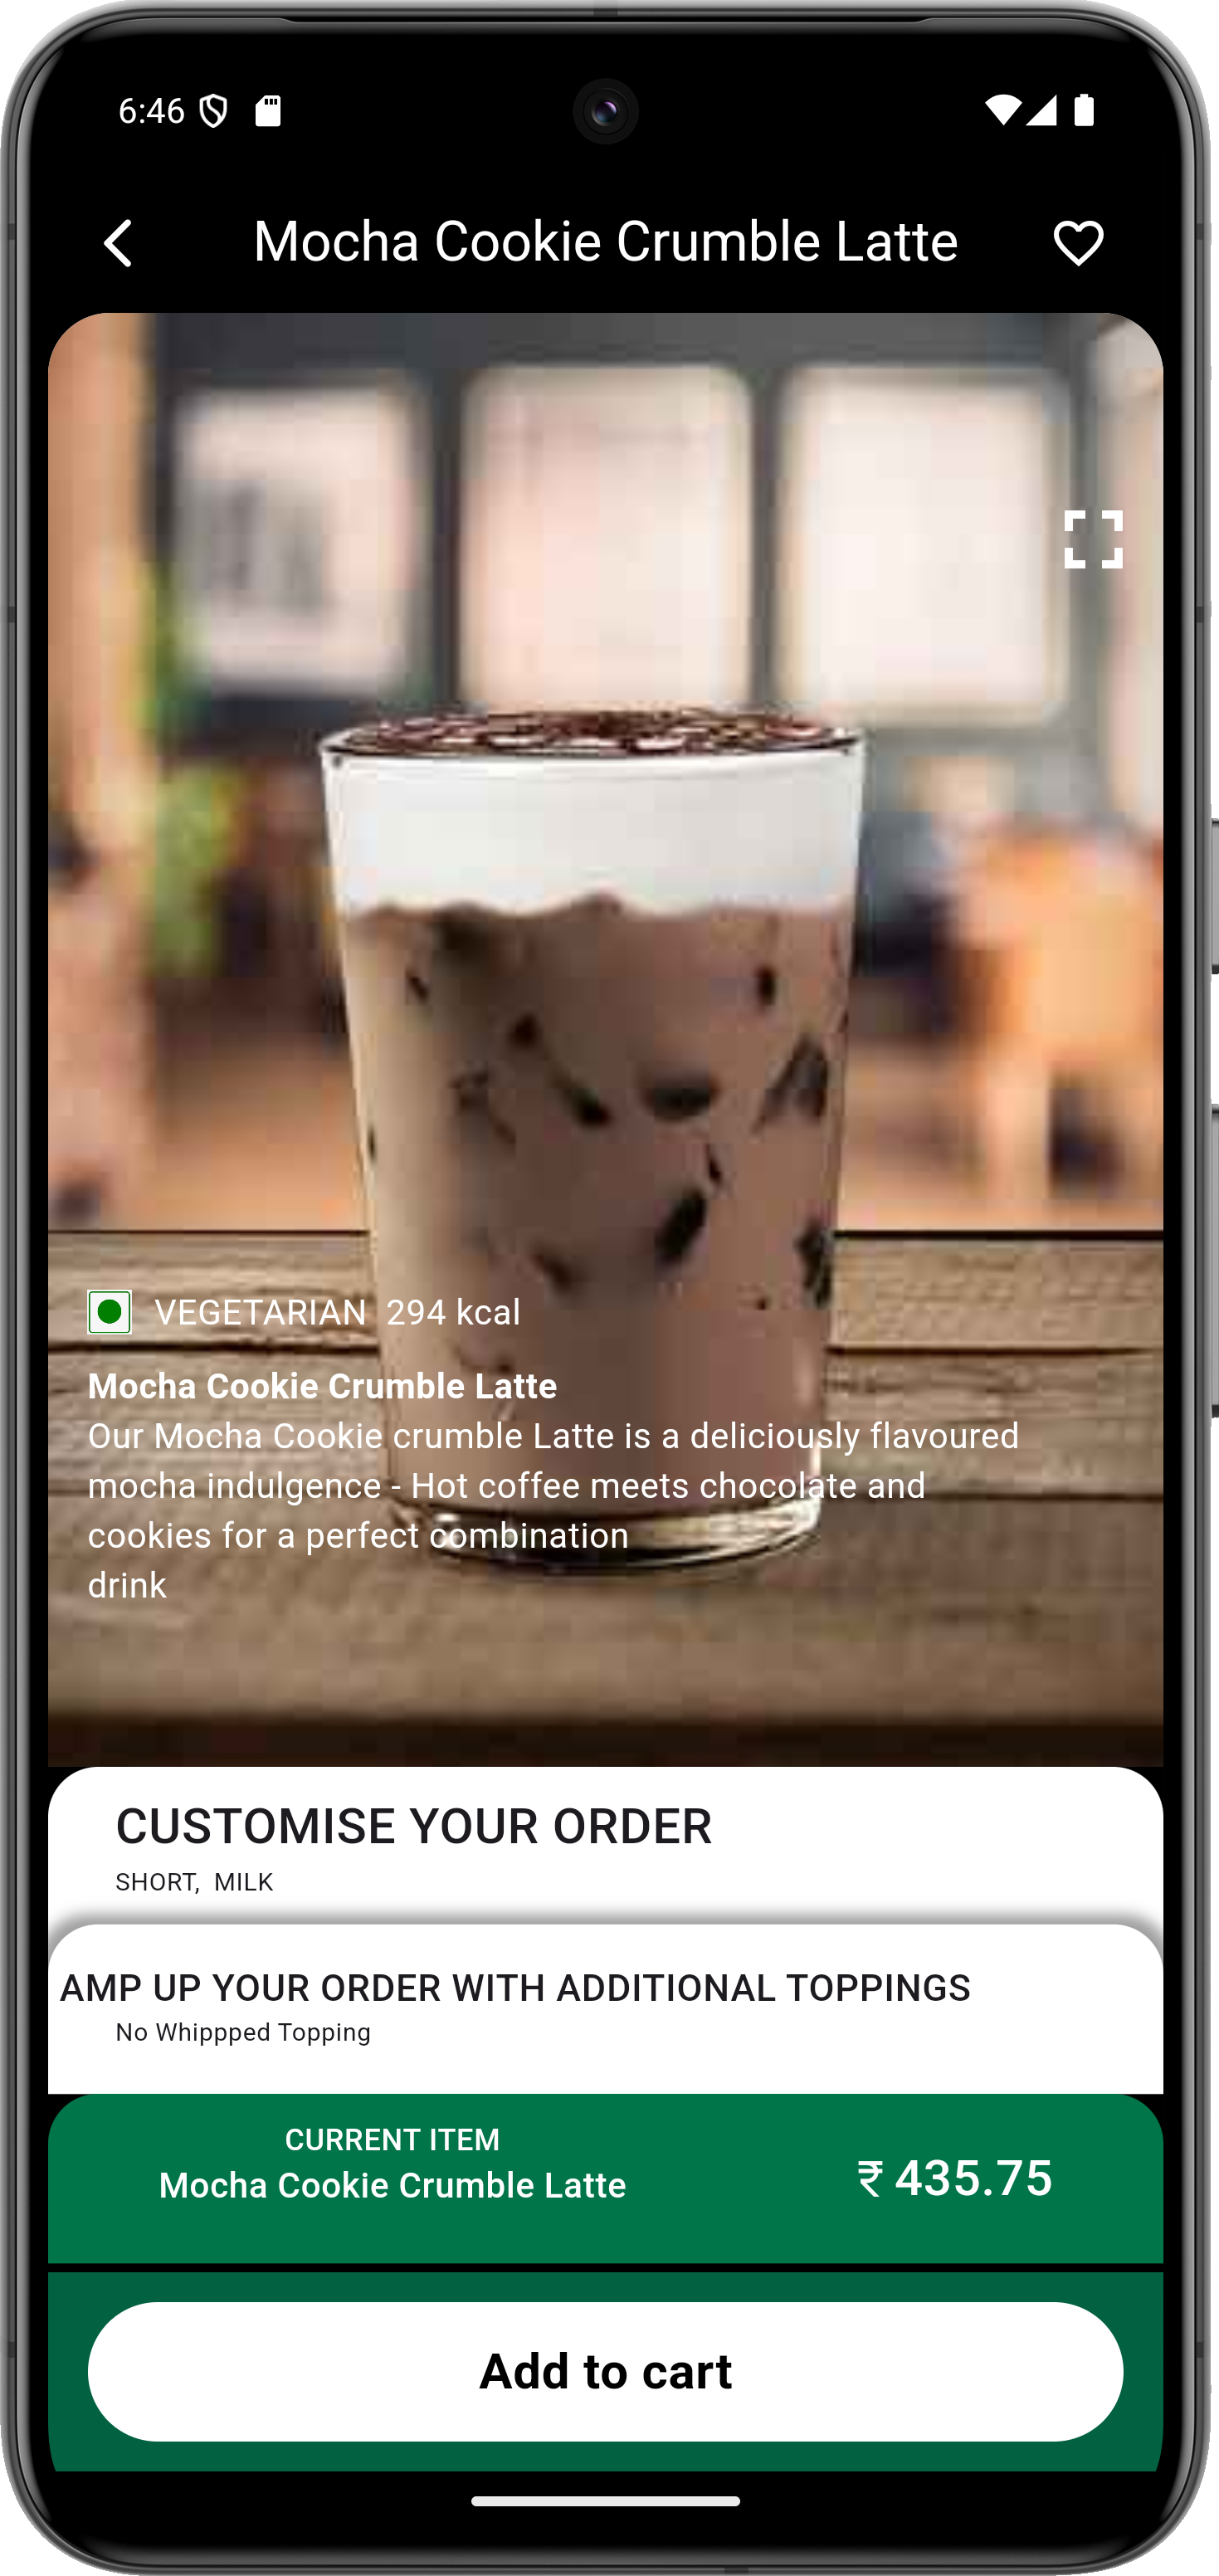 6:46
Mocha Cookie Crumble Latte
VEGETARIAN 294 kcal
Mocha Cookie Crumble Latte
Our Mocha Cookie crumble Latte is a deliciously flavoured
mocha indulgence - Hot coffee meets chocolate and
cookies for a perfect combination
drink
CUSTOMISE YOUR ORDER
SHORT, MILK
AMP UP YOUR ORDER WITH ADDITIONAL TOPPINGS
No Whippped Topping
CURRENT ITEM
Mocha Cookie Crumble Latte
₹ 435.75
Add to cart